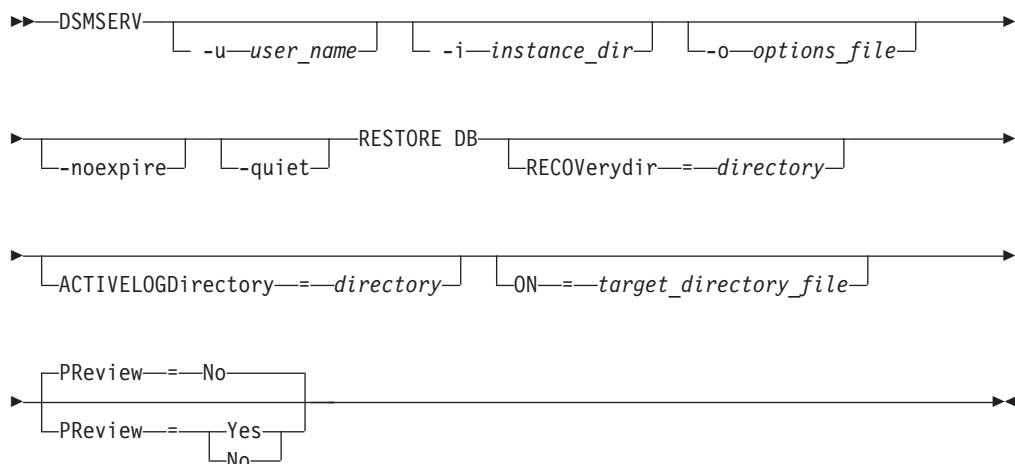 DSMSERV
-u user_name -i instance_dir -o options_file
RESTORE DB
-noexpire -quiet RECOVerydir = directory
ACTIVELOGDirectory = directory ON = target_directory_file
PReview = No
PReview = Yes
No